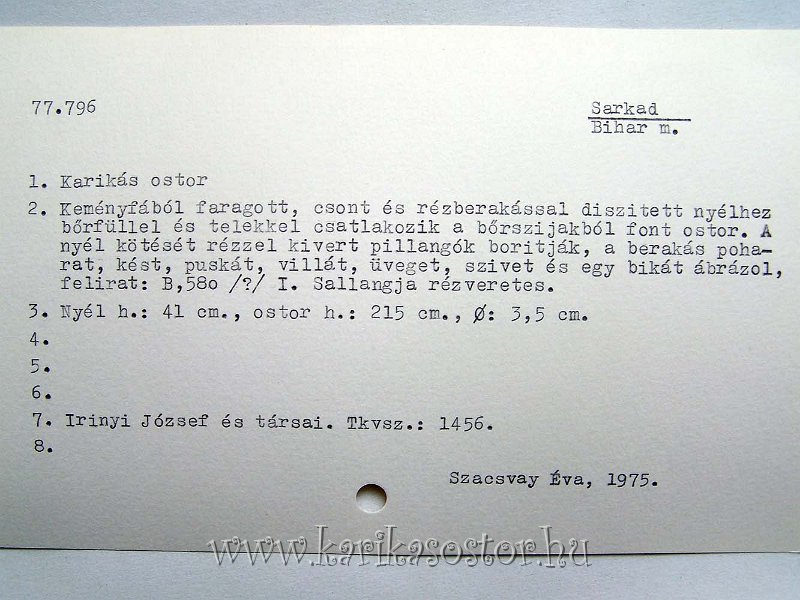 77.796
Sarkad
Bihar m.
1. Karikás ostor
2. Keményfából faragott, csont és rézberakással diszitett nyélhez
bőrfüllel és telekkel csatlakozik a bőrszijakból font ostor. A
nyél kötését rézzel kivert pillangók boritják, a berakás poha-
rat, kést, puskát, villát, üveget, szivet és egy bikát ábrázol,
felirat: B,58o /?/ I. Sallangja rézveretes.
3. Nyél h.: 41 cm., ostor h.: 215 cm., Ø: 3,5 cm.
4.
5.
6.
7. Irinyi József és társai. Tkvsz.: 1456.
8.
Szacsvay Éva, 1975.
www.karikasostor.hu